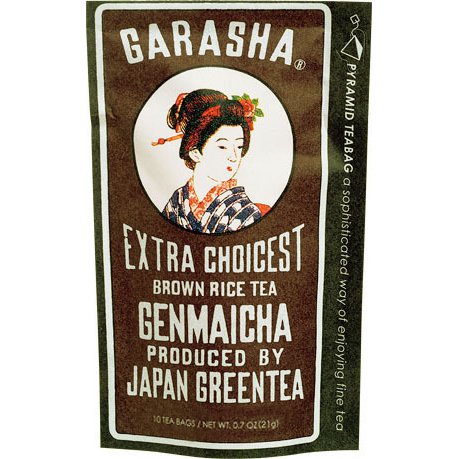 GARASHA®
EXTRA CHOICEST
BROWN RICE TEA
GENMAICHA
PRODUCED BY
JAPAN GREENTEA
10 TEA BAGS / NET WT. 0.7 OZ (21g)
PYRAMID TEABAG a sophisticated way of enjoying fine tea